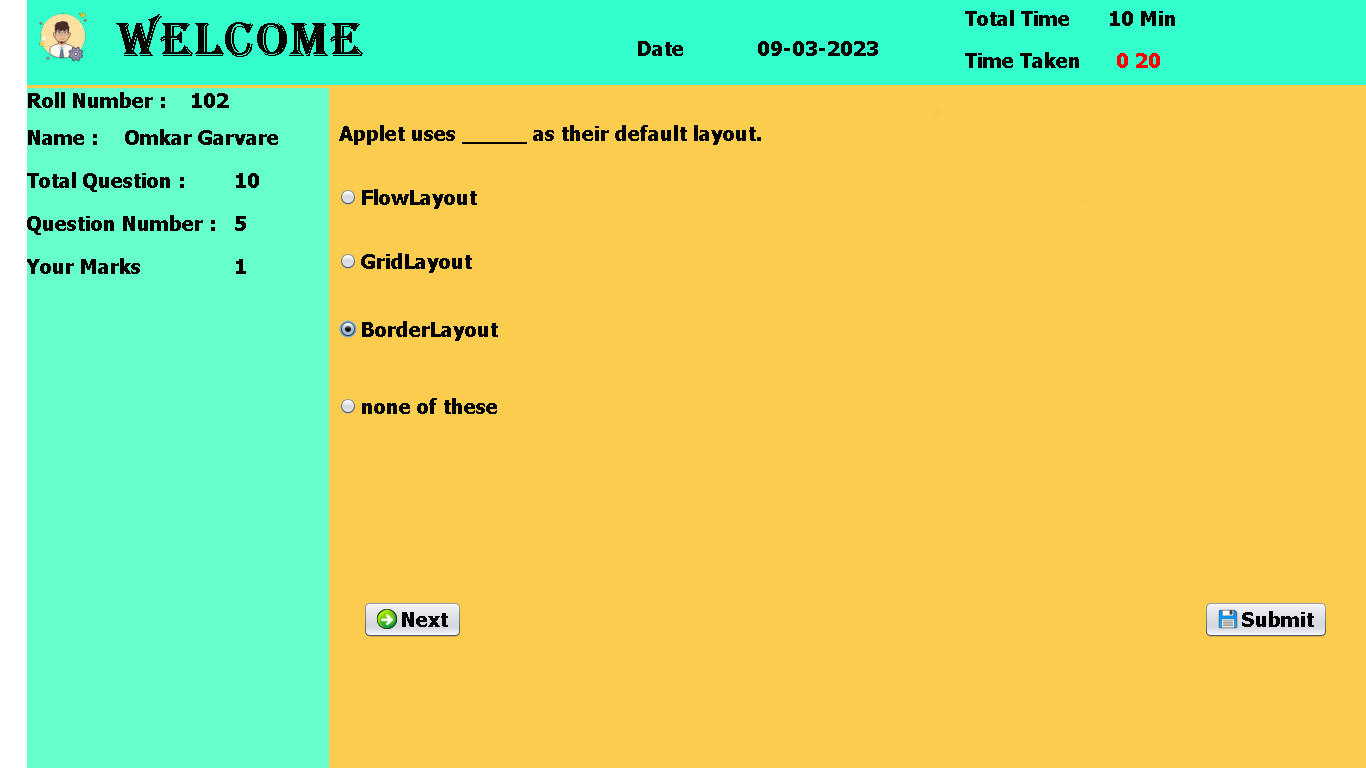 WELCOME
Date 09-03-2023
Total Time 10 Min
Time Taken 0 20
Roll Number : 102
Name : Omkar Garvare
Total Question : 10
Question Number : 5
Your Marks 1
Applet uses ______ as their default layout.
FlowLayout
GridLayout
BorderLayout
none of these
Next
Submit